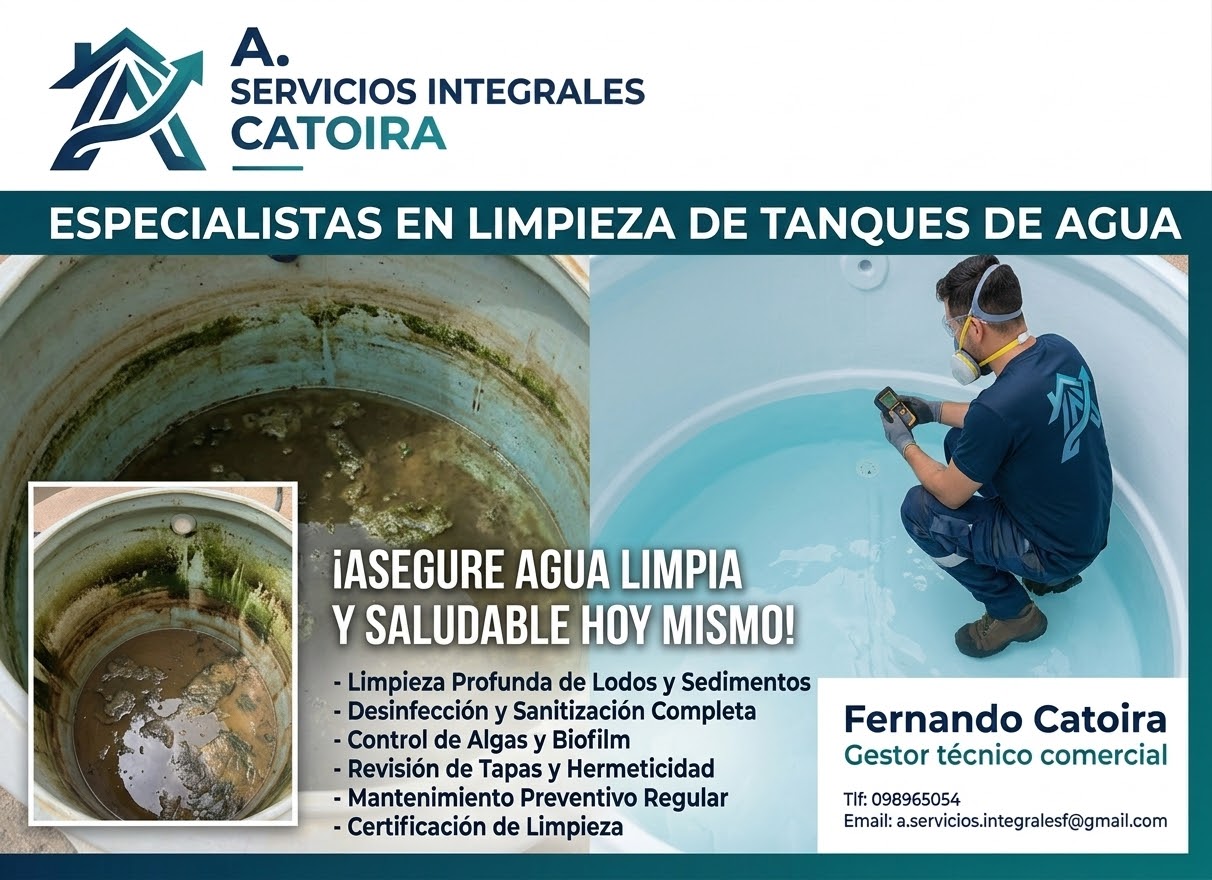 A.
SERVICIOS INTEGRALES
CATOIRA
ESPECIALISTAS EN LIMPIEZA DE TANQUES DE AGUA
¡ASEGURE AGUA LIMPIA
Y SALUDABLE HOY MISMO!
- Limpieza Profunda de Lodos y Sedimentos
- Desinfección y Sanitización Completa
- Control de Algas y Biofilm
- Revisión de Tapas y Hermeticidad
- Mantenimiento Preventivo Regular
- Certificación de Limpieza
Fernando Catoira
Gestor técnico comercial
Tlf: 098965054
Email: a.servicios.integralesf@gmail.com